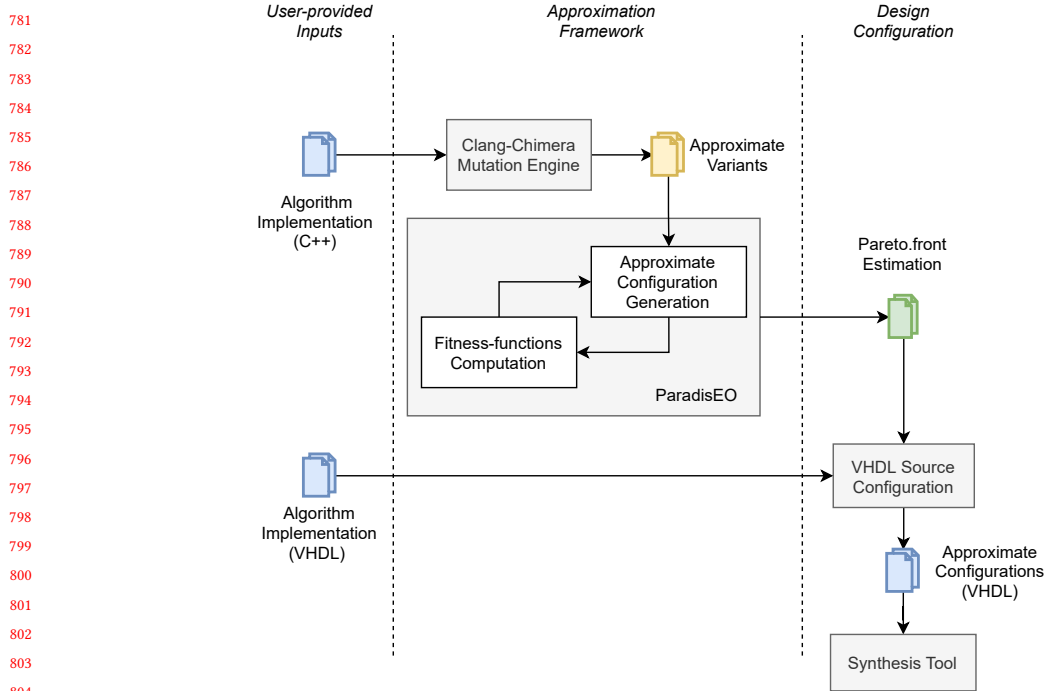 781
782
783
784
785
786
787
788
789
790
791
792
793
794
795
796
797
798
799
800
801
802
803
User-provided
Inputs
Approximation
Framework
Design
Configuration
Algorithm
Implementation
(C++)
Clang-Chimera
Mutation Engine
Approximate
Variants
Approximate
Configuration
Generation
Fitness-functions
Computation
ParadisEO
Pareto.front
Estimation
Algorithm
Implementation
(VHDL)
VHDL Source
Configuration
Approximate
Configurations
(VHDL)
Synthesis Tool